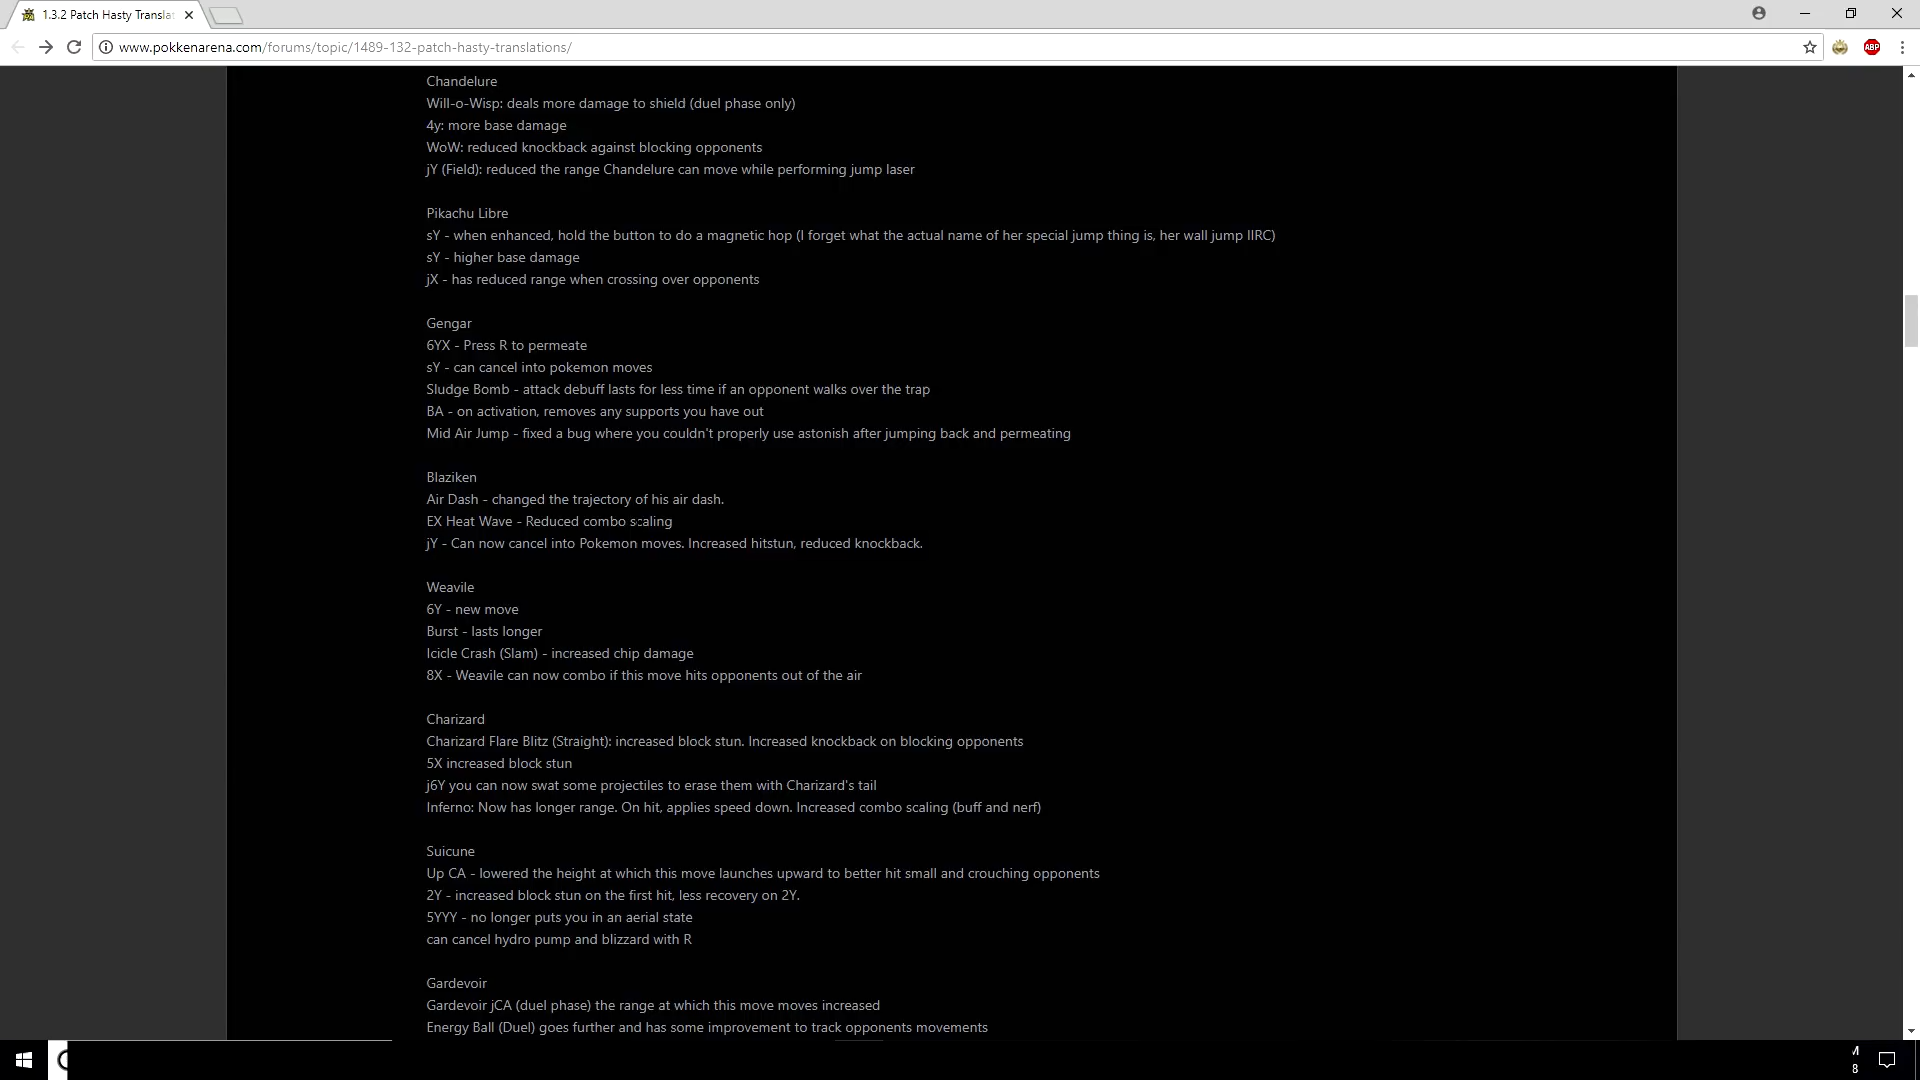 1.3.2 Patch Hasty Transla
www.pokkenarena.com/forums/topic/1489-132-patch-hasty-translations/
ABP
Chandelure
Will-o-Wisp: deals more damage to shield (duel phase only)
4y: more base damage
WoW: reduced knockback against blocking opponents
jY (Field): reduced the range Chandelure can move while performing jump laser
Pikachu Libre
sY - when enhanced, hold the button to do a magnetic hop (I forget what the actual name of her special jump thing is, her wall jump IIRC)
sY - higher base damage
jX - has reduced range when crossing over opponents
Gengar
6YX - Press R to permeate
sY - can cancel into pokemon moves
Sludge Bomb - attack debuff lasts for less time if an opponent walks over the trap
BA - on activation, removes any supports you have out
Mid Air Jump - fixed a bug where you couldn't properly use astonish after jumping back and permeating
Blaziken
Air Dash - changed the trajectory of his air dash.
EX Heat Wave - Reduced combo scaling
jY - Can now cancel into Pokemon moves. Increased hitstun, reduced knockback.
Weavile
6Y - new move
Burst - lasts longer
Icicle Crash (Slam) - increased chip damage
8X - Weavile can now combo if this move hits opponents out of the air
Charizard
Charizard Flare Blitz (Straight): increased block stun. Increased knockback on blocking opponents
5X increased block stun
j6Y you can now swat some projectiles to erase them with Charizard's tail
Inferno: Now has longer range. On hit, applies speed down. Increased combo scaling (buff and nerf)
Suicune
Up CA - lowered the height at which this move launches upward to better hit small and crouching opponents
2Y - increased block stun on the first hit, less recovery on 2Y.
5YYY - no longer puts you in an aerial state
can cancel hydro pump and blizzard with R
Gardevoir
Gardevoir jCA (duel phase) the range at which this move moves increased
Energy Ball (Duel) goes further and has some improvement to track opponents movements
8